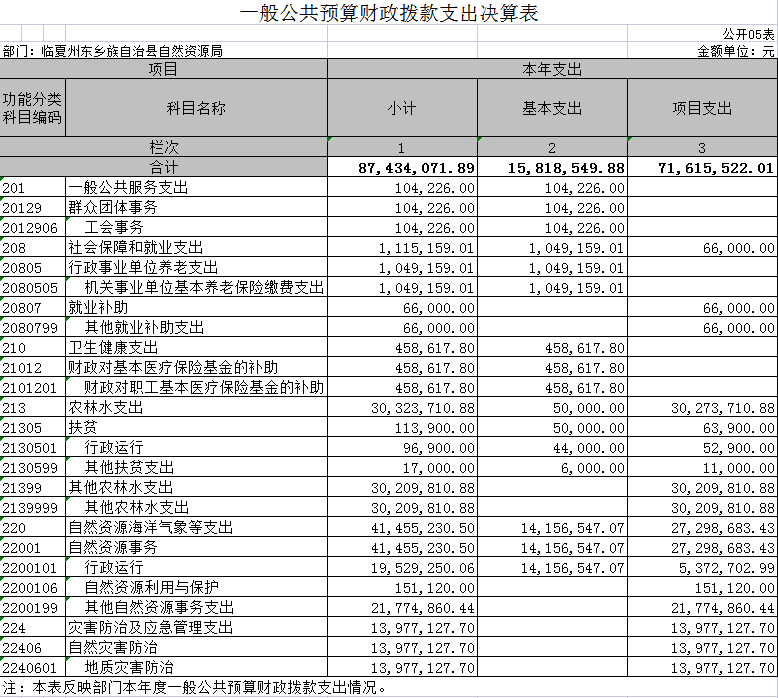 一般公共预算财政拨款支出决算表
公开05表
部门：临夏州东乡族自治县自然资源局 金额单位：元
项目 本年支出
功能分类科目编码 科目名称 小计 基本支出 项目支出
栏次 1 2 3
合计 87,434,071.89 15,818,549.88 71,615,522.01
201 一般公共服务支出 104,226.00 104,226.00
20129 群众团体事务 104,226.00 104,226.00
2012906 工会事务 104,226.00 104,226.00
208 社会保障和就业支出 1,115,159.01 1,049,159.01 66,000.00
20805 行政事业单位养老支出 1,049,159.01 1,049,159.01
2080505 机关事业单位基本养老保险缴费支出 1,049,159.01 1,049,159.01
20807 就业补助 66,000.00 66,000.00
2080799 其他就业补助支出 66,000.00 66,000.00
210 卫生健康支出 458,617.80 458,617.80
21012 财政对基本医疗保险基金的补助 458,617.80 458,617.80
2101201 财政对职工基本医疗保险基金的补助 458,617.80 458,617.80
213 农林水支出 30,323,710.88 50,000.00 30,273,710.88
21305 扶贫 113,900.00 50,000.00 63,900.00
2130501 行政运行 96,900.00 44,000.00 52,900.00
2130599 其他扶贫支出 17,000.00 6,000.00 11,000.00
21399 其他农林水支出 30,209,810.88 30,209,810.88
2139999 其他农林水支出 30,209,810.88 30,209,810.88
220 自然资源海洋气象等支出 41,455,230.50 14,156,547.07 27,298,683.43
22001 自然资源事务 41,455,230.50 14,156,547.07 27,298,683.43
2200101 行政运行 19,529,250.06 14,156,547.07 5,372,702.99
2200106 自然资源利用与保护 151,120.00 151,120.00
2200199 其他自然资源事务支出 21,774,860.44 21,774,860.44
224 灾害防治及应急管理支出 13,977,127.70 13,977,127.70
22406 自然灾害防治 13,977,127.70 13,977,127.70
2240601 地质灾害防治 13,977,127.70 13,977,127.70
注：本表反映部门本年度一般公共预算财政拨款支出情况。